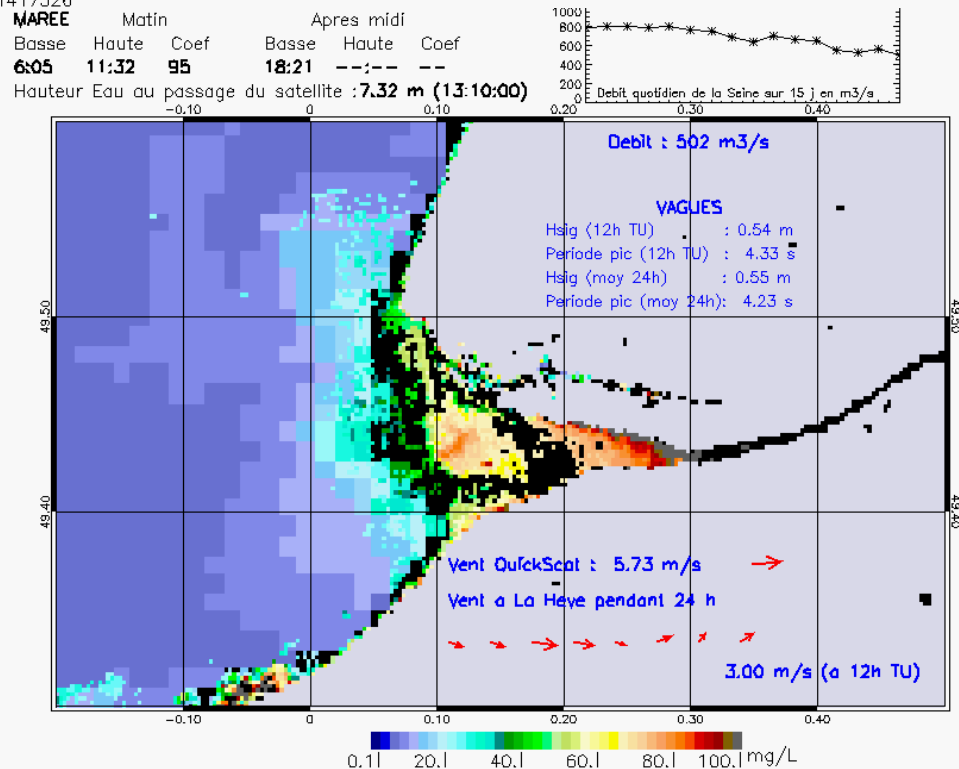 MAREE Matin Apres midi
Basse Haute Coef Basse Haute Coef
6:05 11:32 95 18:21 --:-- --
Hauteur Eau au passage du satellite :7.32 m (13:10:00)
1000
800
600
400
200
0
Debit quotidien de la Seine sur 15 j en m3/s
-0.10 0 0.10 0.20 0.30 0.40
Debit : 502 m3/s
VAGUES
Hsig (12h TU) : 0.54 m
Periode pic (12h TU) : 4.33 s
Hsig (moy 24h) : 0.55 m
Periode pic (moy 24h): 4.23 s
49.50 49.50
49.40 49.40
Vent QuickScat : 5.73 m/s
Vent a La Heve pendant 24 h
3.00 m/s (a 12h TU)
-0.10 0 0.10 0.20 0.30 0.40
0.1| 20.| 40.| 60.| 80.| 100.| mg/L